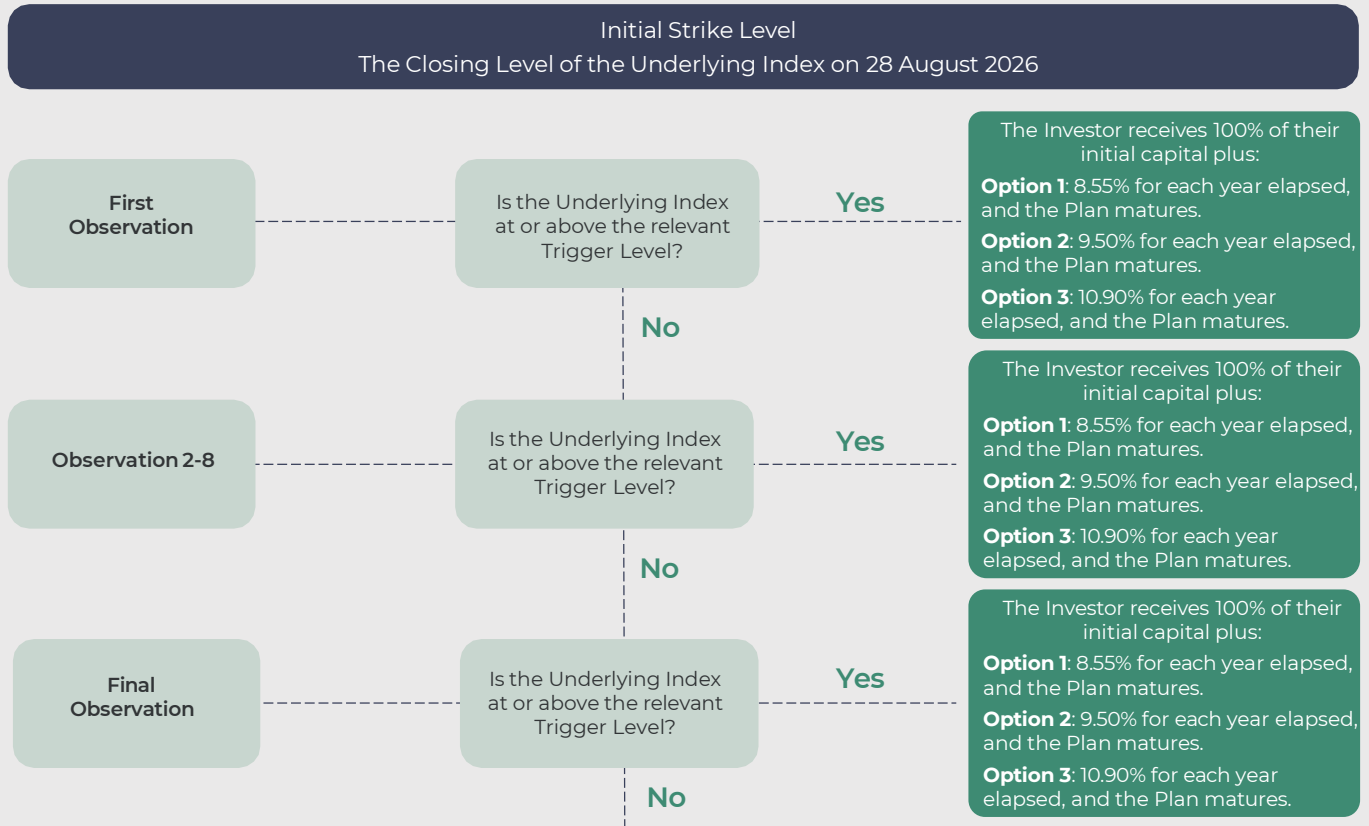 Initial Strike Level
The Closing Level of the Underlying Index on 28 August 2026
First
Observation
Is the Underlying Index
at or above the relevant
Trigger Level?
Yes
The Investor receives 100% of their
initial capital plus:
Option 1: 8.55% for each year elapsed,
and the Plan matures.
Option 2: 9.50% for each year elapsed,
and the Plan matures.
Option 3: 10.90% for each year
elapsed, and the Plan matures.
No
Observation 2-8
Is the Underlying Index
at or above the relevant
Trigger Level?
Yes
The Investor receives 100% of their
initial capital plus:
Option 1: 8.55% for each year elapsed,
and the Plan matures.
Option 2: 9.50% for each year elapsed,
and the Plan matures.
Option 3: 10.90% for each year
elapsed, and the Plan matures.
No
Final
Observation
Is the Underlying Index
at or above the relevant
Trigger Level?
Yes
The Investor receives 100% of their
initial capital plus:
Option 1: 8.55% for each year elapsed,
and the Plan matures.
Option 2: 9.50% for each year elapsed,
and the Plan matures.
Option 3: 10.90% for each year
elapsed, and the Plan matures.
No